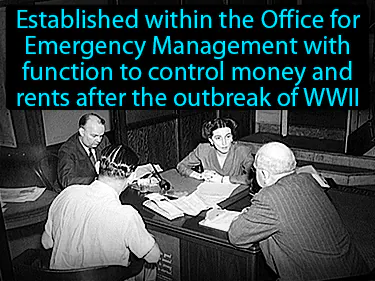 Established within the Office for
Emergency Management with
function to control money and
rents after the outbreak of WWII